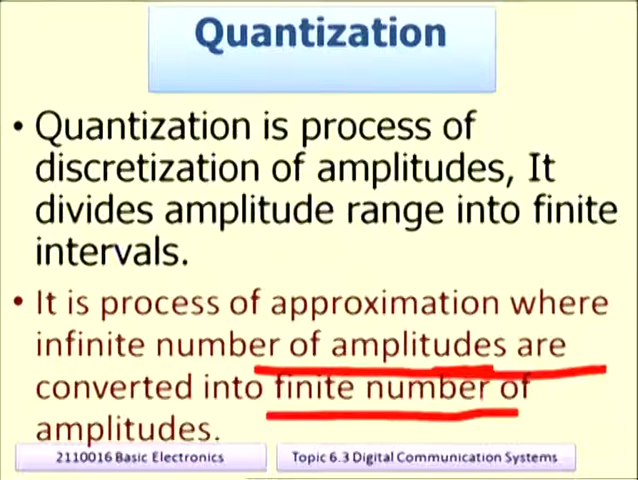 Quantization
• Quantization is process of
discretization of amplitudes, It
divides amplitude range into finite
intervals.
• It is process of approximation where
infinite number of amplitudes are
converted into finite number of
amplitudes.
2110016 Basic Electronics
Topic 6.3 Digital Communication Systems